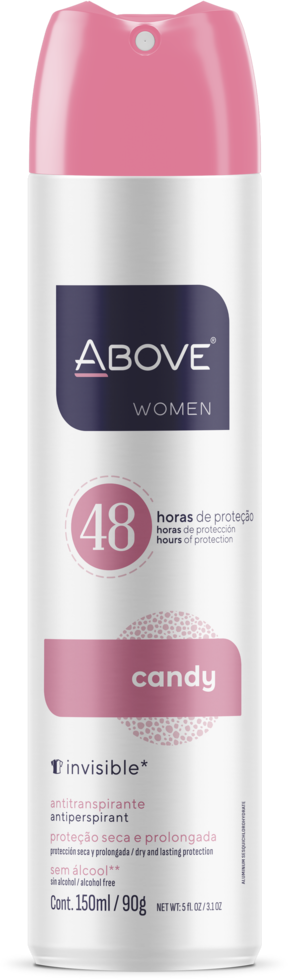 ABOVE®
WOMEN
48
horas de proteção
horas de protección
hours of protection
candy
invisible*
antitranspirante
antiperspirant
proteção seca e prolongada
protección seca y prolongada / dry and lasting protection
sem álcool**
sin alcohol / alcohol free
Cont. 150ml / 90g NET WT: 5 fl. OZ / 3.1 OZ
ALUMINUM SESQUICHLOROHYDRATE